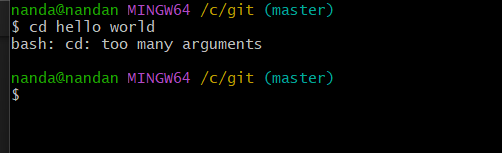 nanda@nandan MINGW64 /c/git (master)
$ cd hello world
bash: cd: too many arguments
nanda@nandan MINGW64 /c/git (master)
$